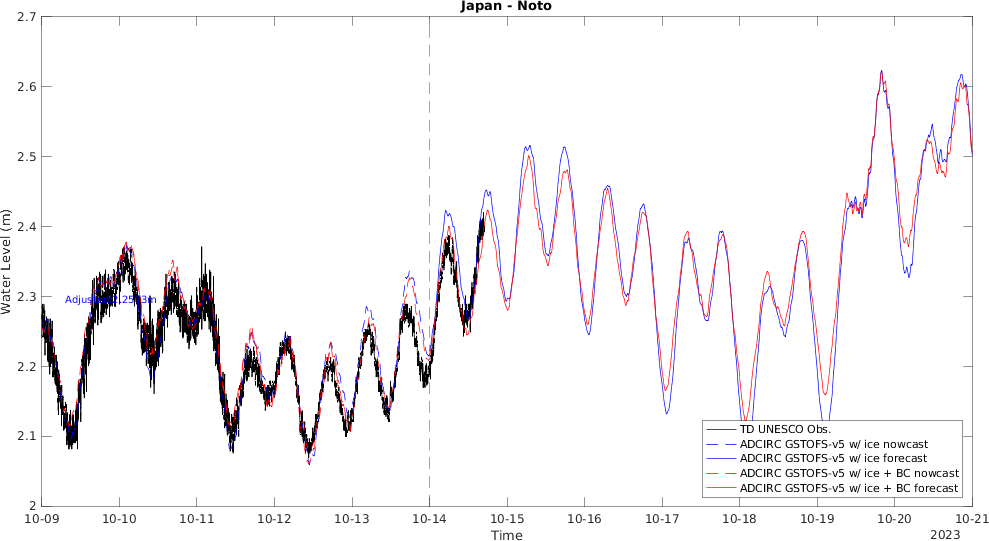 Japan - Noto
2.7
2.6
2.5
2.4
2.3
2.2
2.1
2
Water Level (m)
TD UNESCO Obs.
ADCIRC GSTOFS-v5 w/ ice nowcast
ADCIRC GSTOFS-v5 w/ ice forecast
ADCIRC GSTOFS-v5 w/ ice + BC nowcast
ADCIRC GSTOFS-v5 w/ ice + BC forecast
10-09 10-10 10-11 10-12 10-13 10-14 10-15 10-16 10-17 10-18 10-19 10-20 10-21
Time
2023